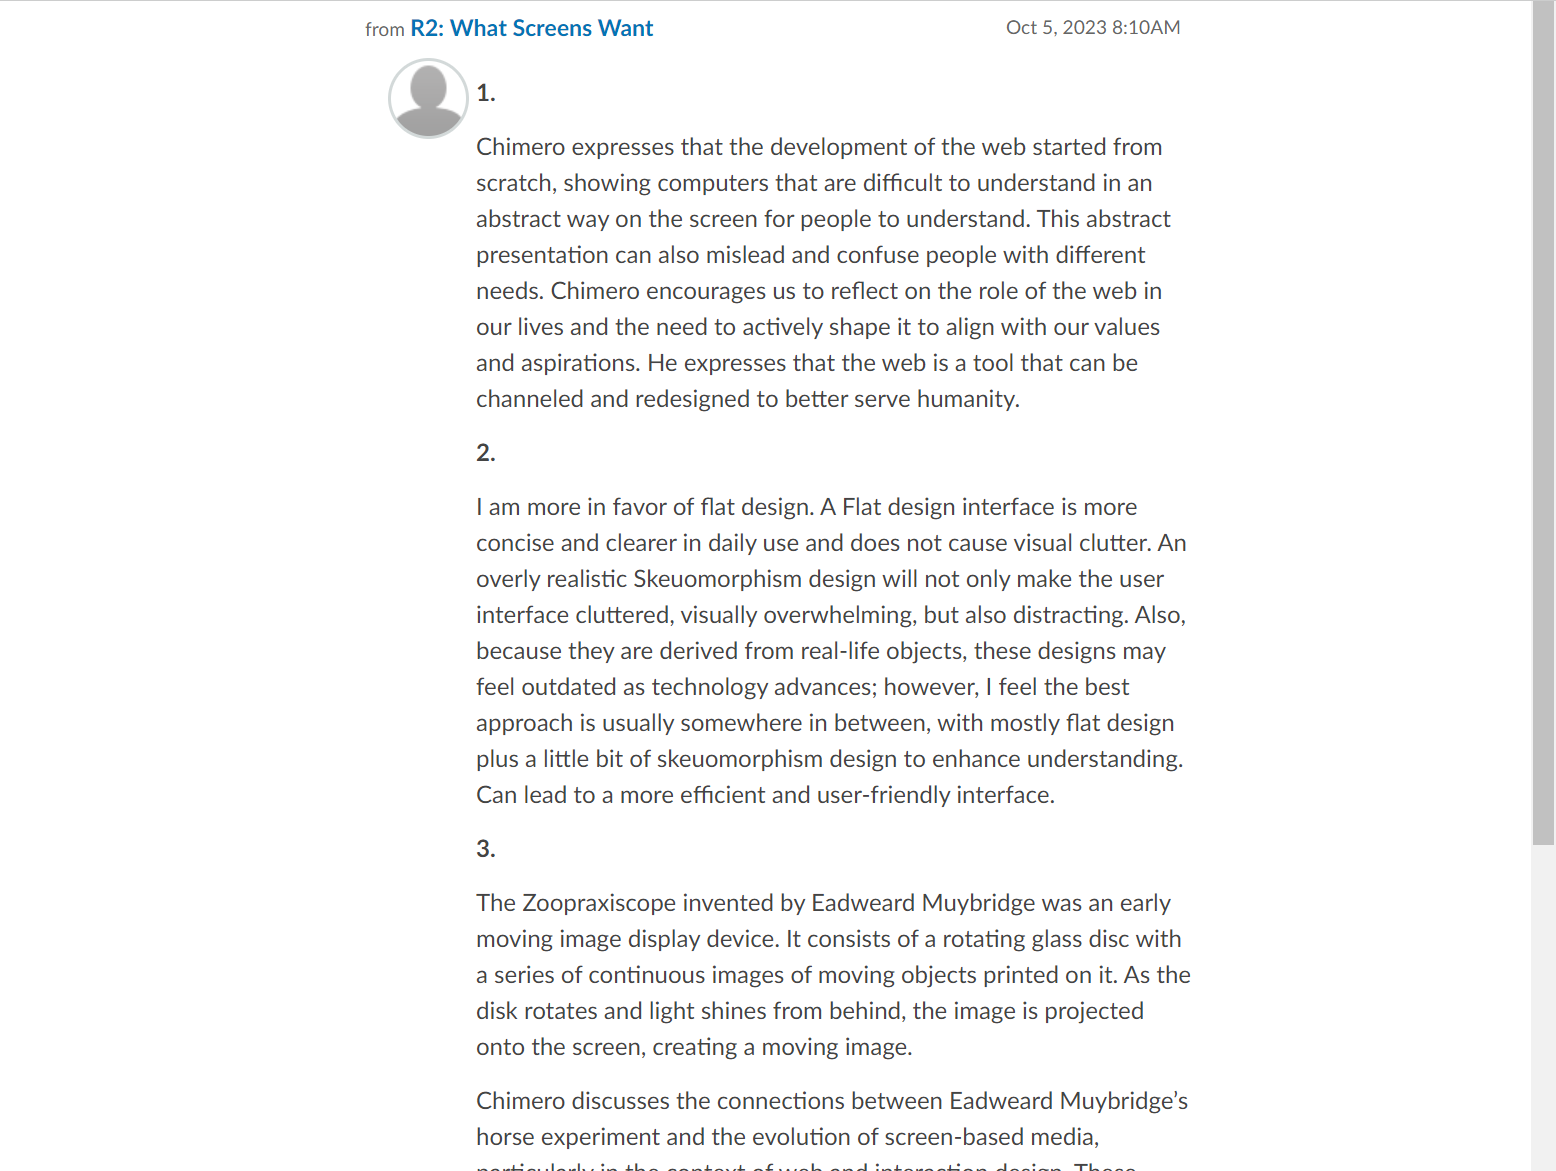 from R2: What Screens Want
Oct 5, 2023 8:10AM
1.
Chimero expresses that the development of the web started from
scratch, showing computers that are difficult to understand in an
abstract way on the screen for people to understand. This abstract
presentation can also mislead and confuse people with different
needs. Chimero encourages us to reflect on the role of the web in
our lives and the need to actively shape it to align with our values
and aspirations. He expresses that the web is a tool that can be
channeled and redesigned to better serve humanity.
2.
I am more in favor of flat design. A Flat design interface is more
concise and clearer in daily use and does not cause visual clutter. An
overly realistic Skeuomorphism design will not only make the user
interface cluttered, visually overwhelming, but also distracting. Also,
because they are derived from real-life objects, these designs may
feel outdated as technology advances; however, I feel the best
approach is usually somewhere in between, with mostly flat design
plus a little bit of skeuomorphism design to enhance understanding.
Can lead to a more efficient and user-friendly interface.
3.
The Zoopraxiscope invented by Eadweard Muybridge was an early
moving image display device. It consists of a rotating glass disc with
a series of continuous images of moving objects printed on it. As the
disk rotates and light shines from behind, the image is projected
onto the screen, creating a moving image.
Chimero discusses the connections between Eadweard Muybridge's
horse experiment and the evolution of screen-based media,
particularly in the context of web and interaction design. These